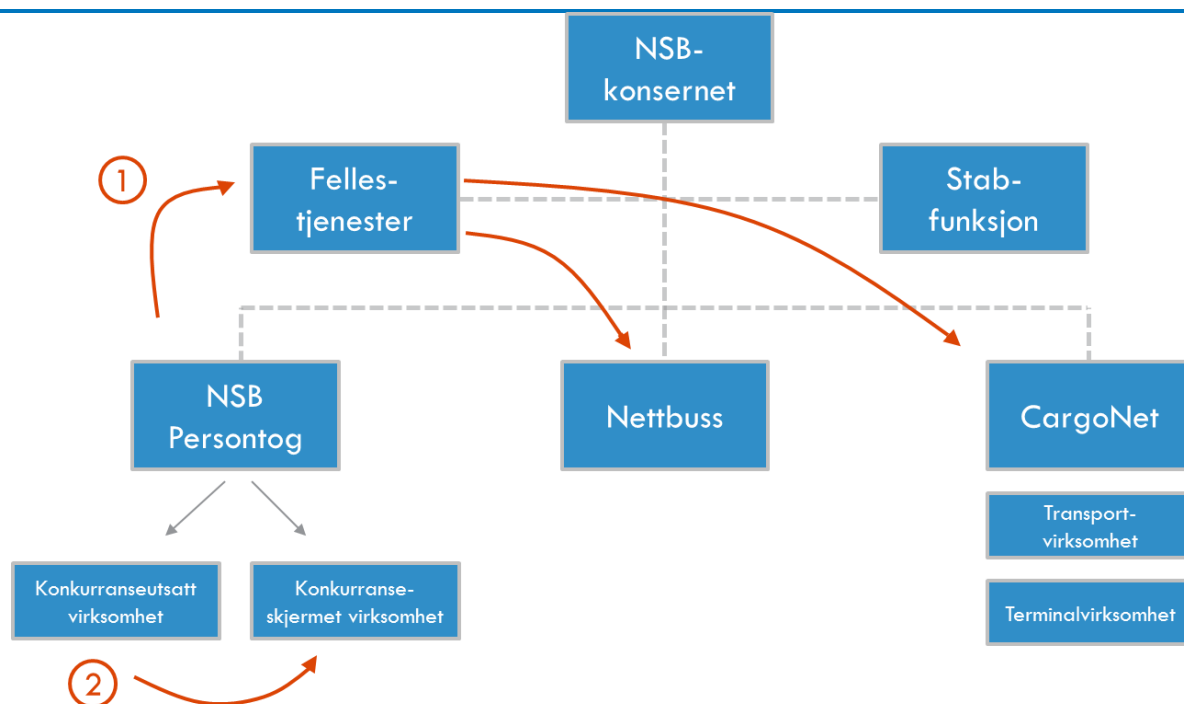 NSB-
konsernet
1
Felles-
tjenester
Stab-
funksjon
NSB
Persontog
Nettbuss
CargoNet
Transport-
virksomhet
Konkurranseutsatt
virksomhet
Konkurranse-
skjermet virksomhet
Terminalvirksomhet
2